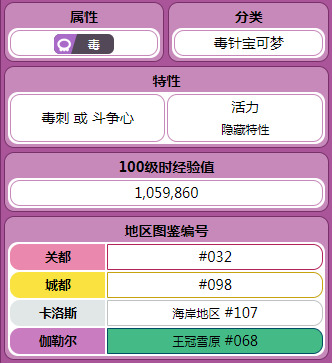 属性
分类
毒
毒针宝可梦
特性
毒刺 或 斗争心
活力
隐藏特性
100级时经验值
1,059,860
地区图鉴编号
关都
#032
城都
#098
卡洛斯
海岸地区 #107
伽勒尔
王冠雪原 #068